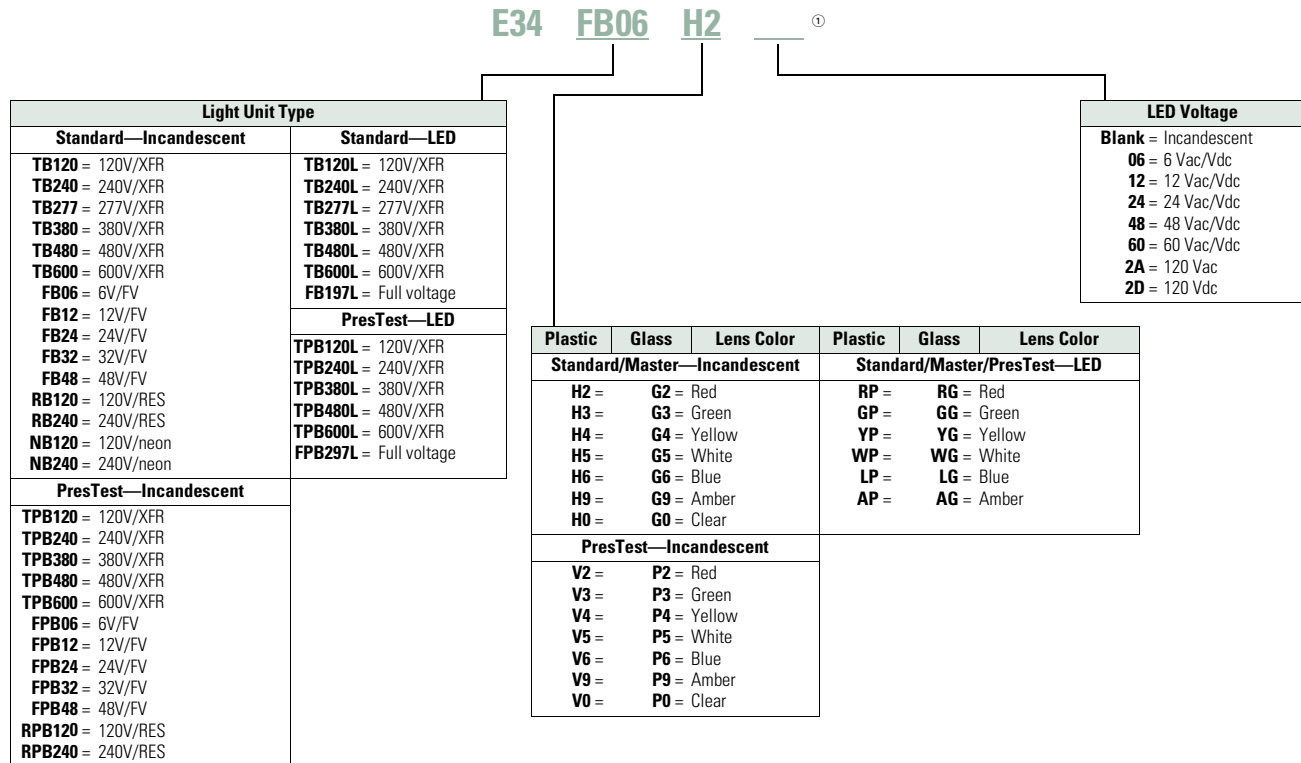 E34 FB06 H2 ___ ①
Light Unit Type
Standard—Incandescent
TB120 = 120V/XFR
TB240 = 240V/XFR
TB277 = 277V/XFR
TB380 = 380V/XFR
TB480 = 480V/XFR
TB600 = 600V/XFR
FB06 = 6V/FV
FB12 = 12V/FV
FB24 = 24V/FV
FB32 = 32V/FV
FB48 = 48V/FV
RB120 = 120V/RES
RB240 = 240V/RES
NB120 = 120V/neon
NB240 = 240V/neon
PresTest—Incandescent
TPB120 = 120V/XFR
TPB240 = 240V/XFR
TPB380 = 380V/XFR
TPB480 = 480V/XFR
TPB600 = 600V/XFR
FPB06 = 6V/FV
FPB12 = 12V/FV
FPB24 = 24V/FV
FPB32 = 32V/FV
FPB48 = 48V/FV
RPB120 = 120V/RES
RPB240 = 240V/RES
Standard—LED
TB120L = 120V/XFR
TB240L = 240V/XFR
TB277L = 277V/XFR
TB380L = 380V/XFR
TB480L = 480V/XFR
TB600L = 600V/XFR
FB197L = Full voltage
PresTest—LED
TPB120L = 120V/XFR
TPB240L = 240V/XFR
TPB380L = 380V/XFR
TPB480L = 480V/XFR
TPB600L = 600V/XFR
FPB297L = Full voltage
Plastic Glass Lens Color
Standard/Master—Incandescent
H2 = G2 = Red
H3 = G3 = Green
H4 = G4 = Yellow
H5 = G5 = White
H6 = G6 = Blue
H9 = G9 = Amber
H0 = G0 = Clear
PresTest—Incandescent
V2 = P2 = Red
V3 = P3 = Green
V4 = P4 = Yellow
V5 = P5 = White
V6 = P6 = Blue
V9 = P9 = Amber
V0 = P0 = Clear
Plastic Glass Lens Color
Standard/Master/PresTest—LED
RP = RG = Red
GP = GG = Green
YP = YG = Yellow
WP = WG = White
LP = LG = Blue
AP = AG = Amber
LED Voltage
Blank = Incandescent
06 = 6 Vac/Vdc
12 = 12 Vac/Vdc
24 = 24 Vac/Vdc
48 = 48 Vac/Vdc
60 = 60 Vac/Vdc
2A = 120 Vac
2D = 120 Vdc